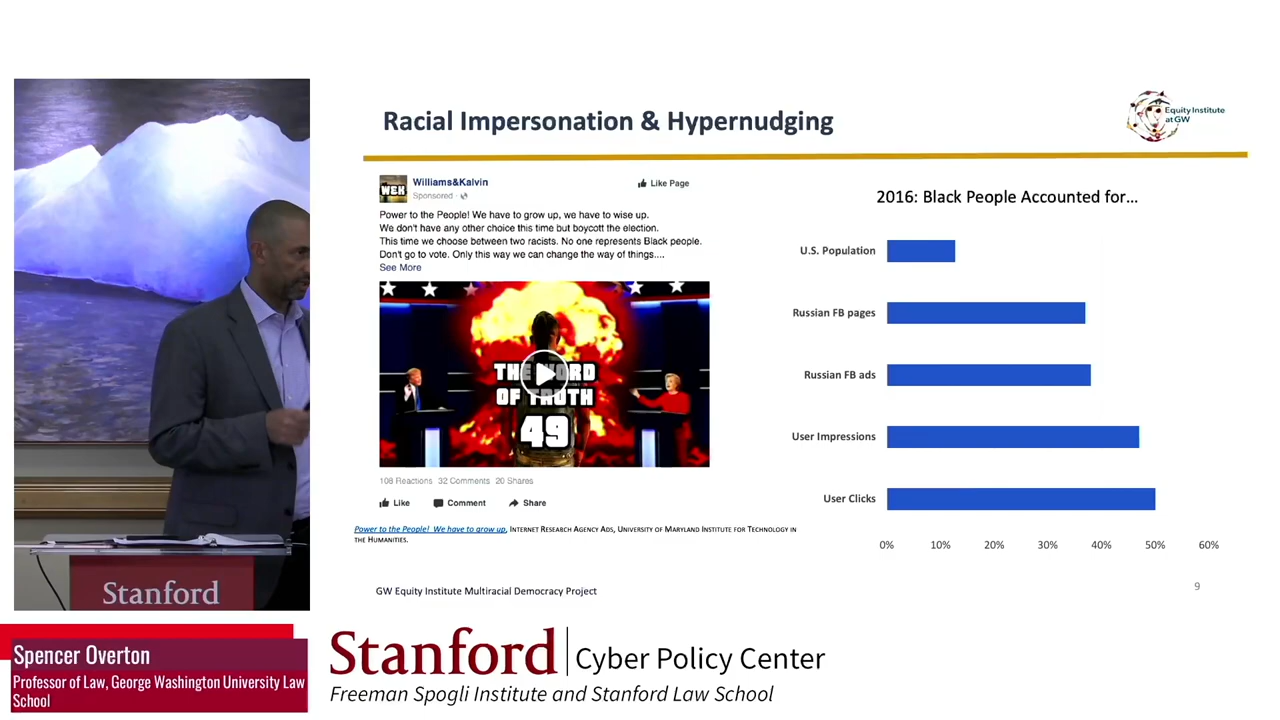 Racial Impersonation & Hypernudging
Equity Institute
at GW
WEK
Williams&Kalvin
Sponsored ·
Like Page
Power to the People! We have to grow up, we have to wise up.
We don't have any other choice this time but boycott the election.
This time we choose between two racists. No one represents Black people.
Don't go to vote. Only this way we can change the way of things....
See More
OF
49
108 Reactions 32 Comments 20 Shares
Like Comment Share
Power to the People! We have to grow up, Internet Research Agency Ads, University of Maryland Institute for Technology in
the Humanities.
2016: Black People Accounted for...
U.S. Population
Russian FB pages
Russian FB ads
User Impressions
User Clicks
0% 10% 20% 30% 40% 50% 60%
GW Equity Institute Multiracial Democracy Project
9
Stanford
Spencer Overton
Professor of Law, George Washington University Law
School
Stanford | Cyber Policy Center
Freeman Spogli Institute and Stanford Law School